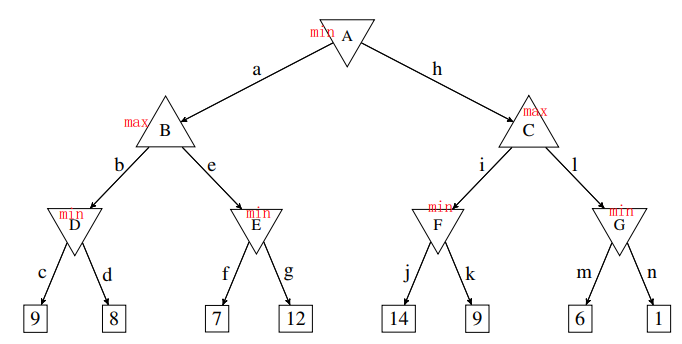 min A
a h
max B max C
b e i l
min D min E min F min G
c d f g j k m n
9 8 7 12 14 9 6 1